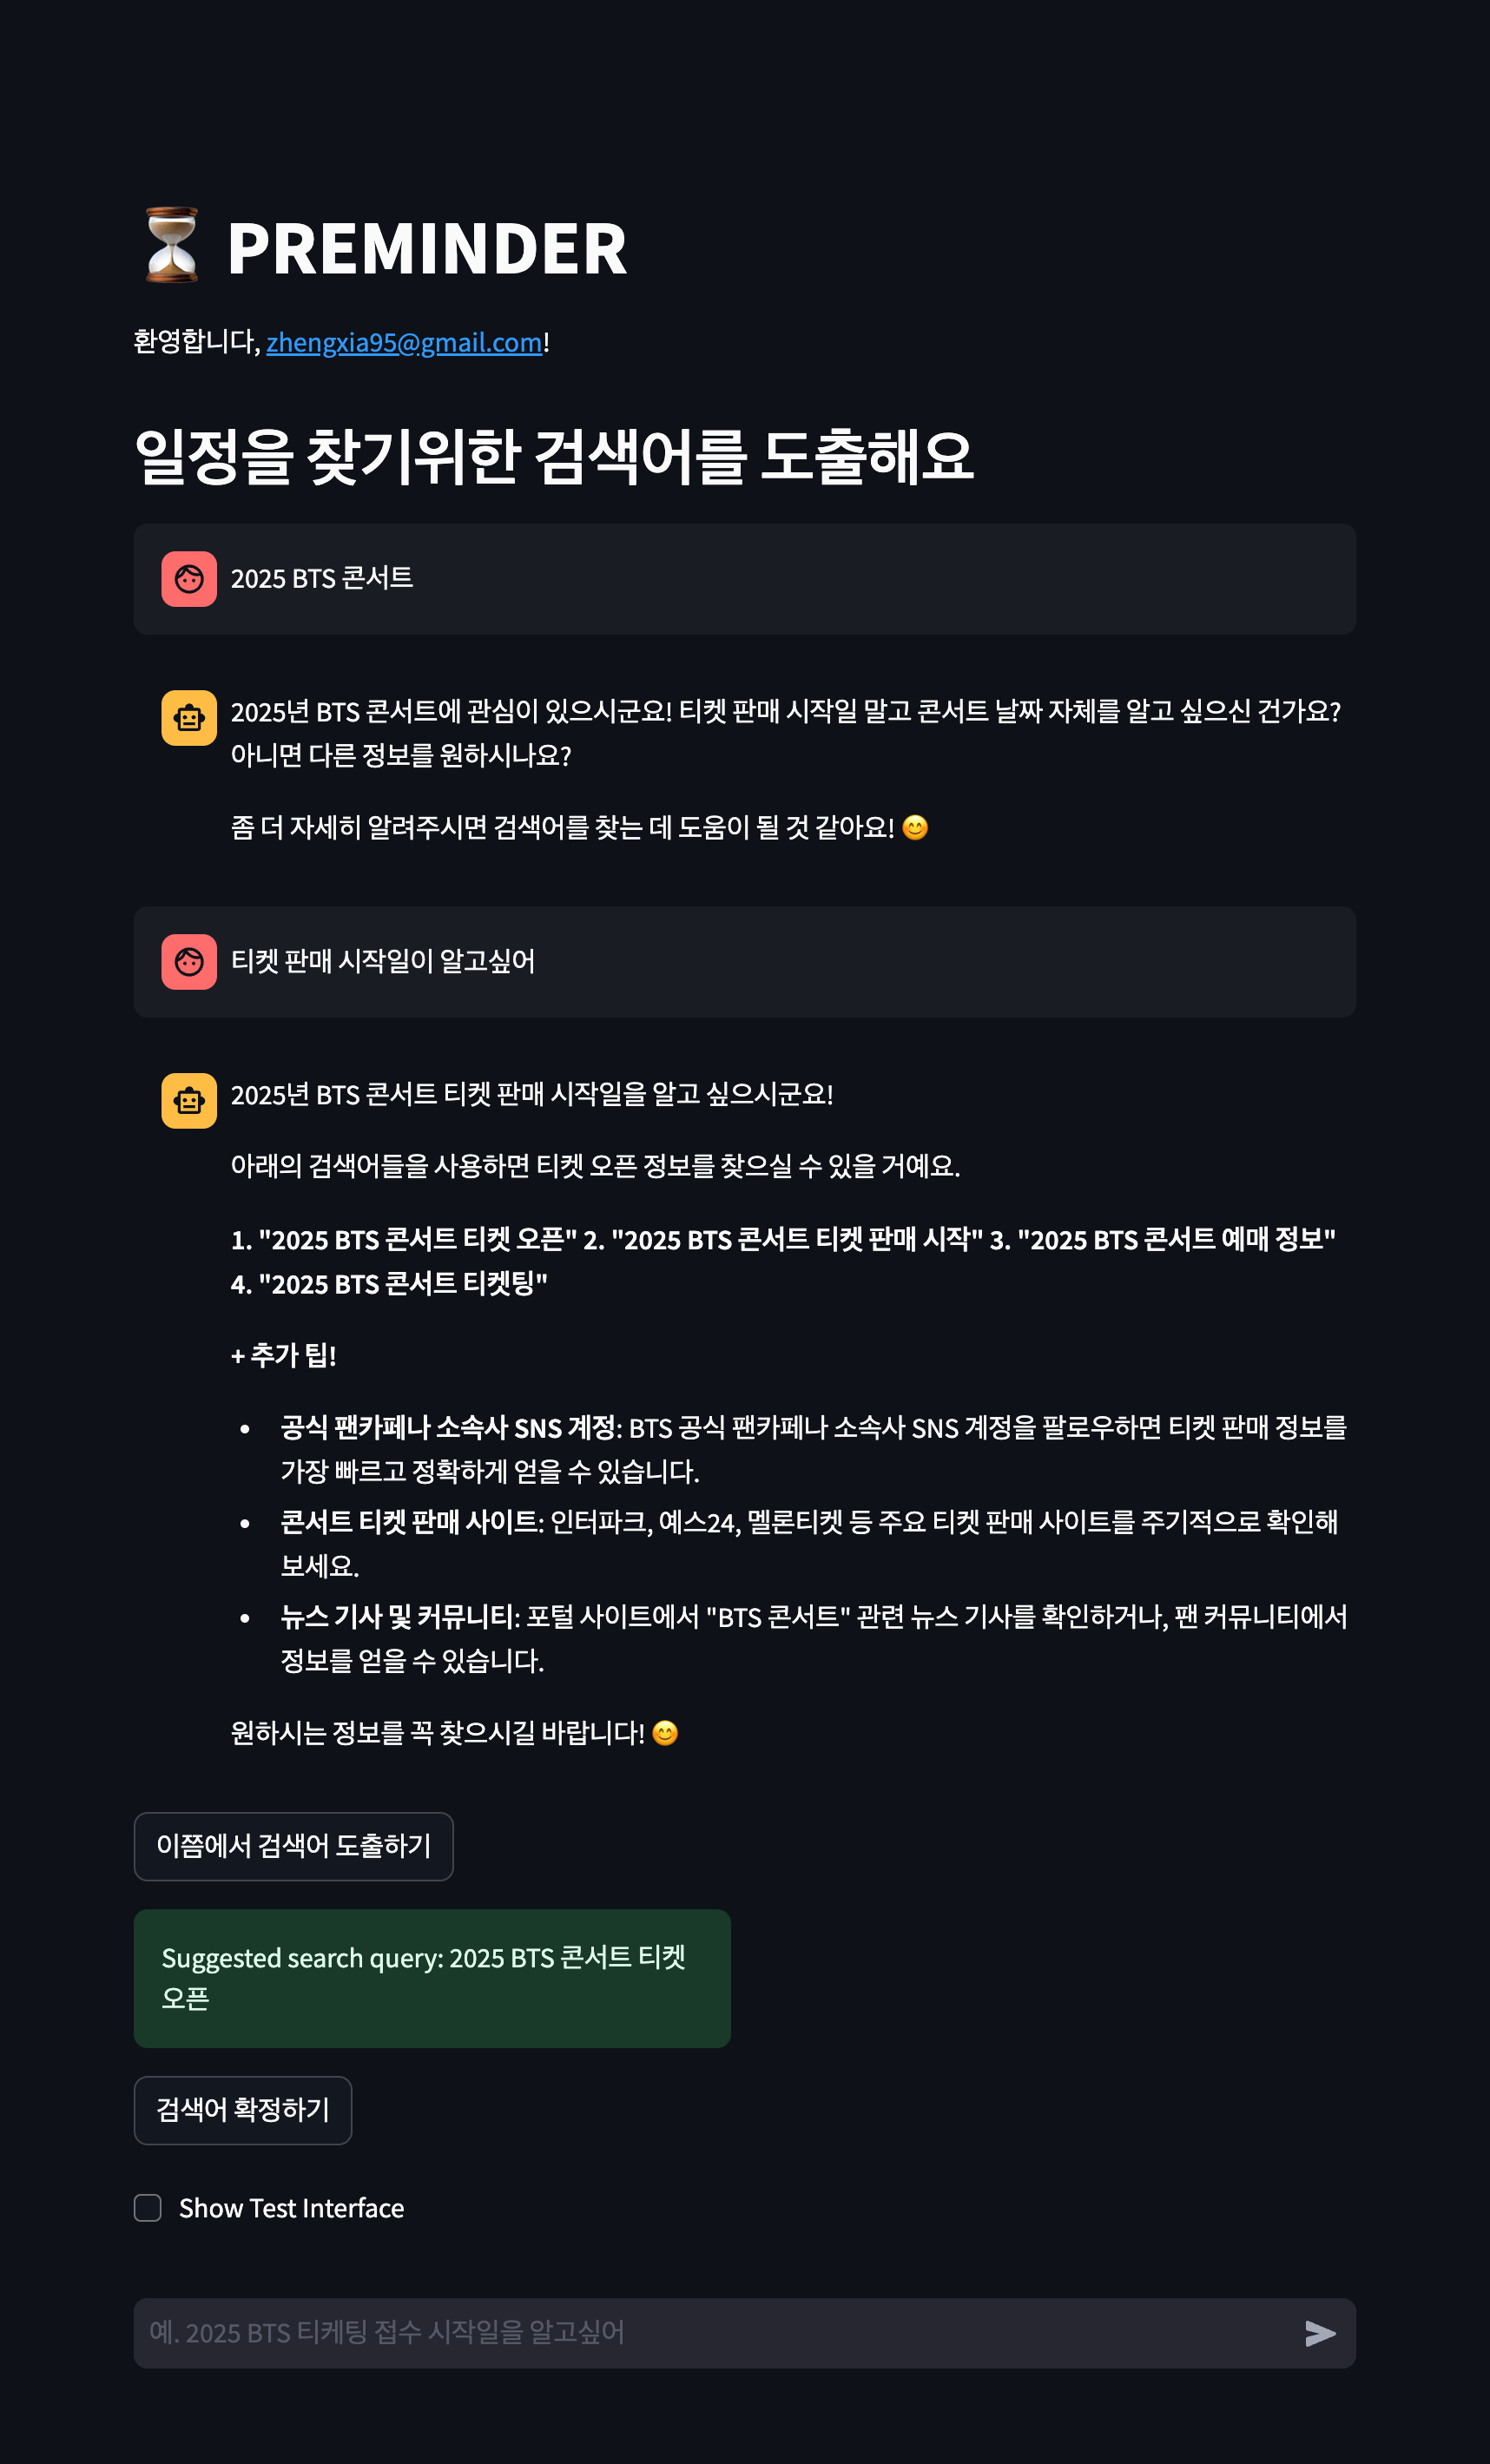 ⏳ PREMINDER
환영합니다, zhengxia95@gmail.com!
일정을 찾기위한 검색어를 도출해요
2025 BTS 콘서트
2025년 BTS 콘서트에 관심이 있으시군요! 티켓 판매 시작일 말고 콘서트 날짜 자체를 알고 싶으신 건가요?
아니면 다른 정보를 원하시나요?
좀 더 자세히 알려주시면 검색어를 찾는 데 도움이 될 것 같아요! 😊
티켓 판매 시작일이 알고싶어
2025년 BTS 콘서트 티켓 판매 시작일을 알고 싶으시군요!
아래의 검색어들을 사용하면 티켓 오픈 정보를 찾으실 수 있을 거예요.
1. "2025 BTS 콘서트 티켓 오픈" 2. "2025 BTS 콘서트 티켓 판매 시작" 3. "2025 BTS 콘서트 예매 정보"
4. "2025 BTS 콘서트 티켓팅"
+ 추가 팁!
• 공식 팬카페나 소속사 SNS 계정: BTS 공식 팬카페나 소속사 SNS 계정을 팔로우하면 티켓 판매 정보를
가장 빠르고 정확하게 얻을 수 있습니다.
• 콘서트 티켓 판매 사이트: 인터파크, 예스24, 멜론티켓 등 주요 티켓 판매 사이트를 주기적으로 확인해
보세요.
• 뉴스 기사 및 커뮤니티: 포털 사이트에서 "BTS 콘서트" 관련 뉴스 기사를 확인하거나, 팬 커뮤니티에서
정보를 얻을 수 있습니다.
원하시는 정보를 꼭 찾으시길 바랍니다! 😊
이쯤에서 검색어 도출하기
Suggested search query: 2025 BTS 콘서트 티켓
오픈
검색어 확정하기
Show Test Interface
예. 2025 BTS 티케팅 접수 시작일을 알고싶어